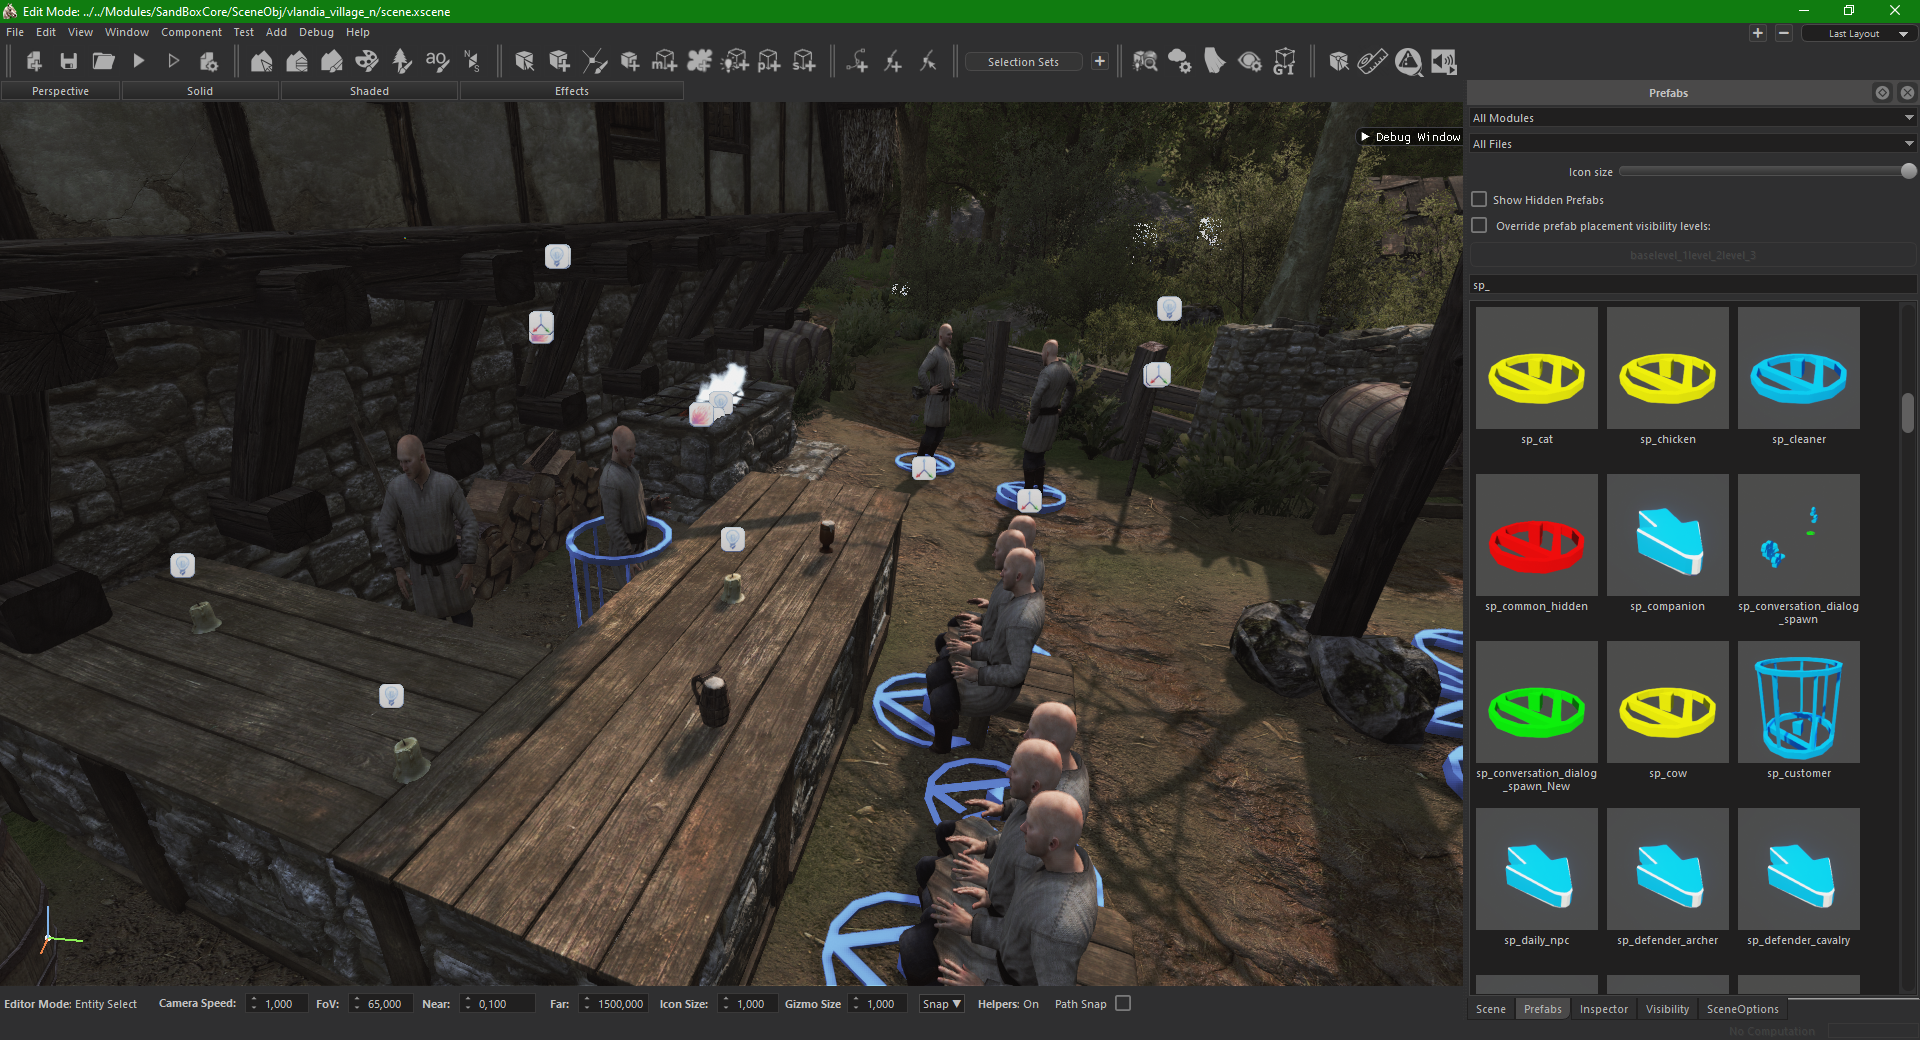 Edit Mode: ../../Modules/SandBoxCore/SceneObj/vlandia_village_n/scene.xscene
File Edit View Window Component Test Add Debug Help
Last Layout
Selection Sets
Perspective Solid Shaded Effects
Prefabs
All Modules
Debug Window
All Files
Icon size
Show Hidden Prefabs
Override prefab placement visibility levels:
baselevel_1level_2level_3
sp_
sp_cat sp_chicken sp_cleaner
sp_common_hidden sp_companion sp_conversation_dialog
_spawn
sp_conversation_dialog sp_cow sp_customer
_spawn_New
sp_daily_npc sp_defender_archer sp_defender_cavalry
Editor Mode: Entity Select Camera Speed: 1,000 FoV: 65,000 Near: 0,100 Far: 1500,000 Icon Size: 1,000 Gizmo Size 1,000 Snap Helpers: On Path Snap
Scene Prefabs Inspector Visibility SceneOptions
No Computation